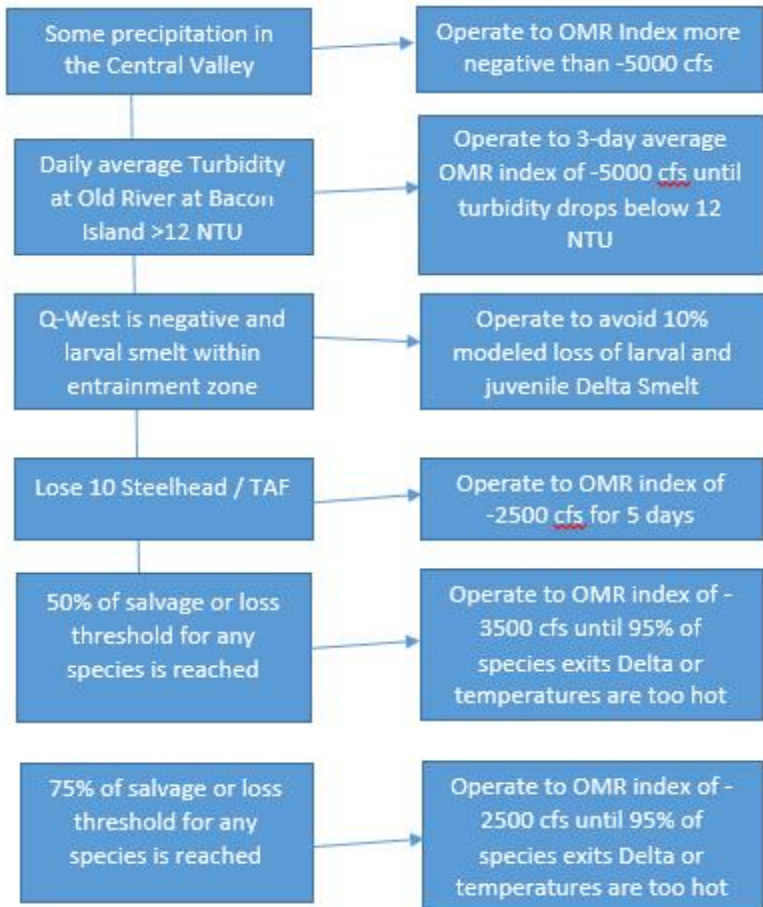 Some precipitation in
the Central Valley
Operate to OMR Index more
negative than -5000 cfs
Daily average Turbidity
at Old River at Bacon
Island >12 NTU
Operate to 3-day average
OMR index of -5000 cfs until
turbidity drops below 12
NTU
Q-West is negative and
larval smelt within
entrainment zone
Operate to avoid 10%
modeled loss of larval and
juvenile Delta Smelt
Lose 10 Steelhead / TAF
Operate to OMR index of
-2500 cfs for 5 days
50% of salvage or loss
threshold for any
species is reached
Operate to OMR index of -
3500 cfs until 95% of
species exits Delta or
temperatures are too hot
75% of salvage or loss
threshold for any
species is reached
Operate to OMR index of -
2500 cfs until 95% of
species exits Delta or
temperatures are too hot